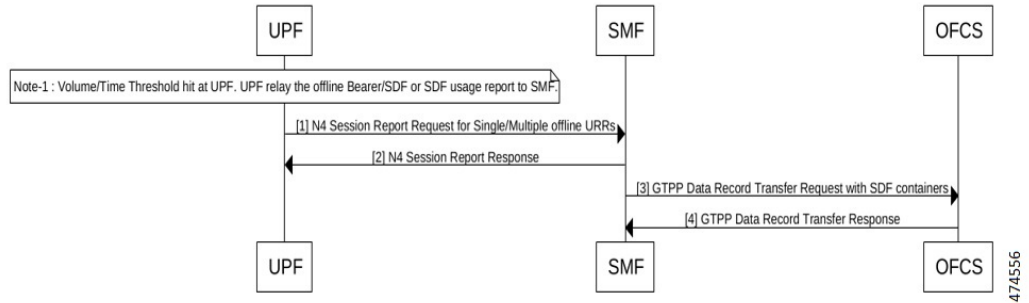 UPF SMF OFCS
Note-1 : Volume/Time Threshold hit at UPF. UPF relay the offline Bearer/SDF or SDF usage report to SMF.
[1] N4 Session Report Request for Single/Multiple offline URRs
[2] N4 Session Report Response
[3] GTPP Data Record Transfer Request with SDF containers
[4] GTPP Data Record Transfer Response
UPF SMF OFCS
474556